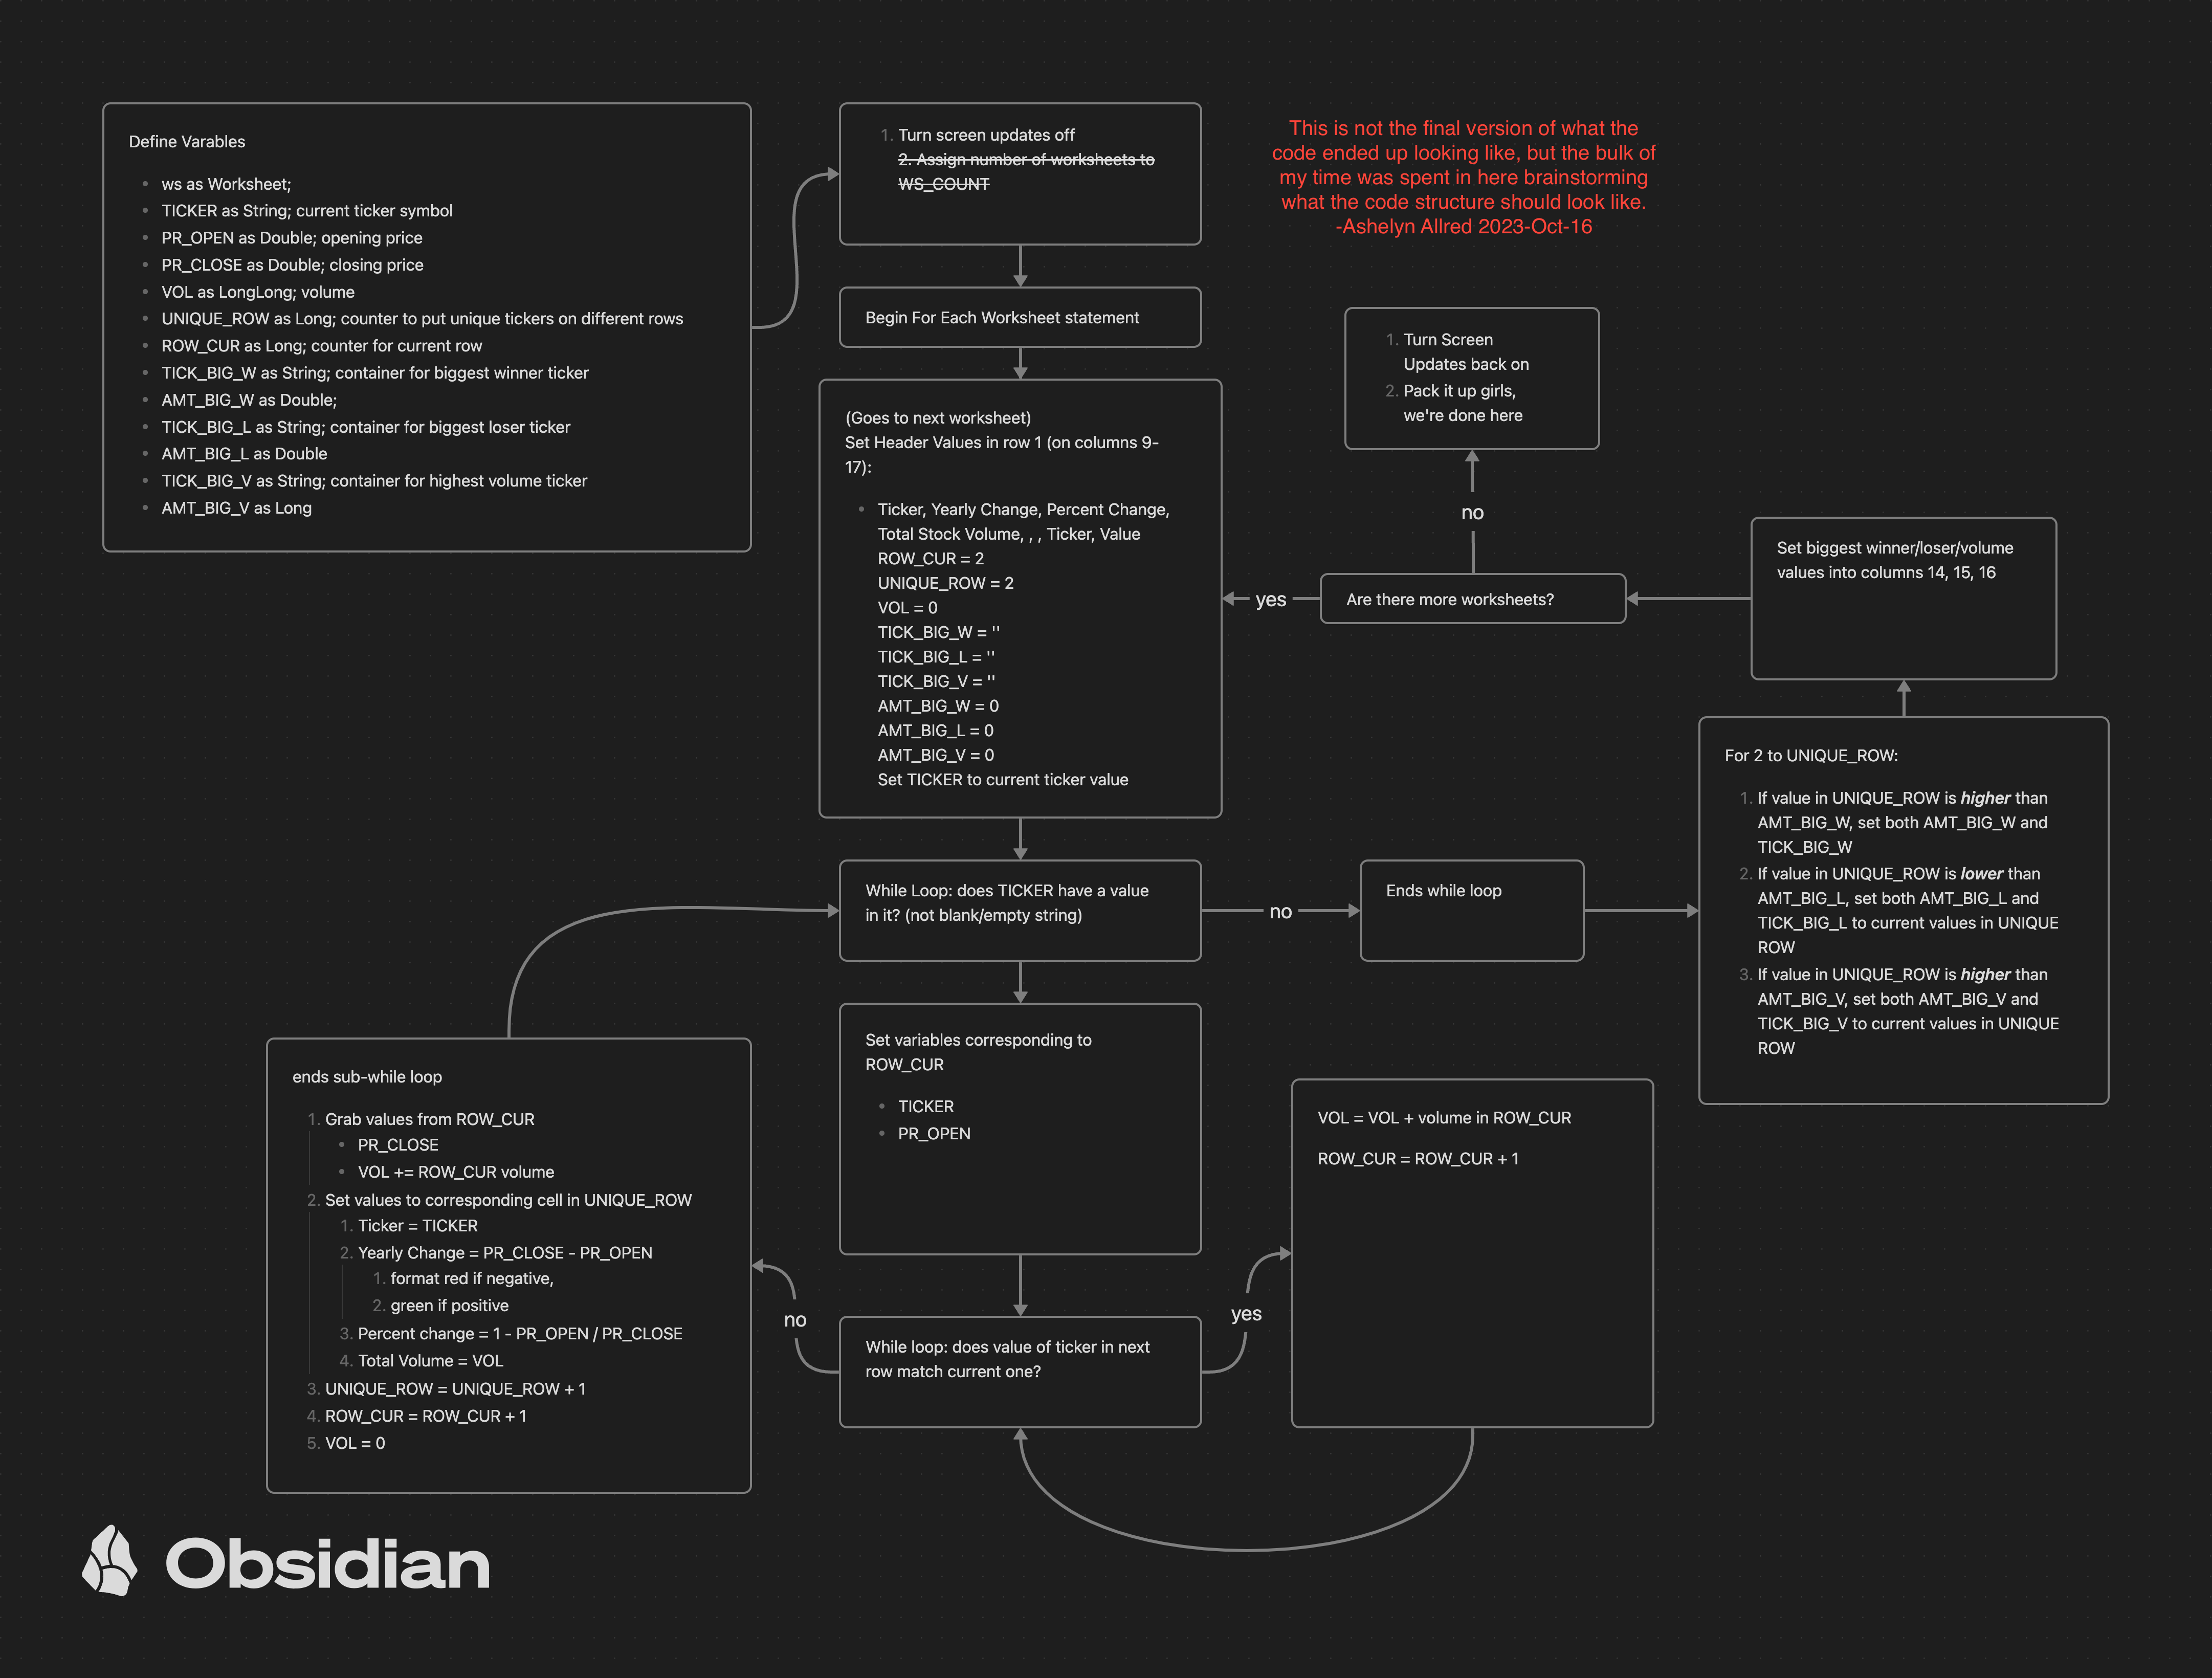 Define Varables
• ws as Worksheet;
• TICKER as String; current ticker symbol
• PR_OPEN as Double; opening price
• PR_CLOSE as Double; closing price
• VOL as LongLong; volume
• UNIQUE_ROW as Long; counter to put unique tickers on different rows
• ROW_CUR as Long; counter for current row
• TICK_BIG_W as String; container for biggest winner ticker
• AMT_BIG_W as Double;
• TICK_BIG_L as String; container for biggest loser ticker
• AMT_BIG_L as Double
• TICK_BIG_V as String; container for highest volume ticker
• AMT_BIG_V as Long
1. Turn screen updates off
2. Assign number of worksheets to
WS_COUNT
This is not the final version of what the
code ended up looking like, but the bulk of
my time was spent in here brainstorming
what the code structure should look like.
-Ashelyn Allred 2023-Oct-16
Begin For Each Worksheet statement
(Goes to next worksheet)
Set Header Values in row 1 (on columns 9-
17):
• Ticker, Yearly Change, Percent Change,
Total Stock Volume, , , Ticker, Value
ROW_CUR = 2
UNIQUE_ROW = 2
VOL = 0
TICK_BIG_W = ''
TICK_BIG_L = ''
TICK_BIG_V = ''
AMT_BIG_W = 0
AMT_BIG_L = 0
AMT_BIG_V = 0
Set TICKER to current ticker value
1. Turn Screen
Updates back on
2. Pack it up girls,
we're done here
no
yes
Are there more worksheets?
Set biggest winner/loser/volume
values into columns 14, 15, 16
For 2 to UNIQUE_ROW:
1. If value in UNIQUE_ROW is higher than
AMT_BIG_W, set both AMT_BIG_W and
TICK_BIG_W
2. If value in UNIQUE_ROW is lower than
AMT_BIG_L, set both AMT_BIG_L and
TICK_BIG_L to current values in UNIQUE
ROW
3. If value in UNIQUE_ROW is higher than
AMT_BIG_V, set both AMT_BIG_V and
TICK_BIG_V to current values in UNIQUE
ROW
While Loop: does TICKER have a value
in it? (not blank/empty string)
no
Ends while loop
Set variables corresponding to
ROW_CUR
• TICKER
• PR_OPEN
While loop: does value of ticker in next
row match current one?
yes
VOL = VOL + volume in ROW_CUR
ROW_CUR = ROW_CUR + 1
no
ends sub-while loop
1. Grab values from ROW_CUR
• PR_CLOSE
• VOL += ROW_CUR volume
2. Set values to corresponding cell in UNIQUE_ROW
1. Ticker = TICKER
2. Yearly Change = PR_CLOSE - PR_OPEN
1. format red if negative,
2. green if positive
3. Percent change = 1 - PR_OPEN / PR_CLOSE
4. Total Volume = VOL
3. UNIQUE_ROW = UNIQUE_ROW + 1
4. ROW_CUR = ROW_CUR + 1
5. VOL = 0
Obsidian